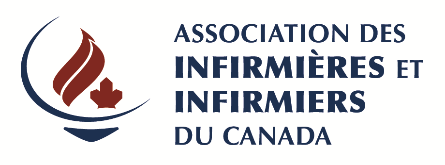 ASSOCIATION DES
INFIRMIÈRES ET
INFIRMIERS
DU CANADA